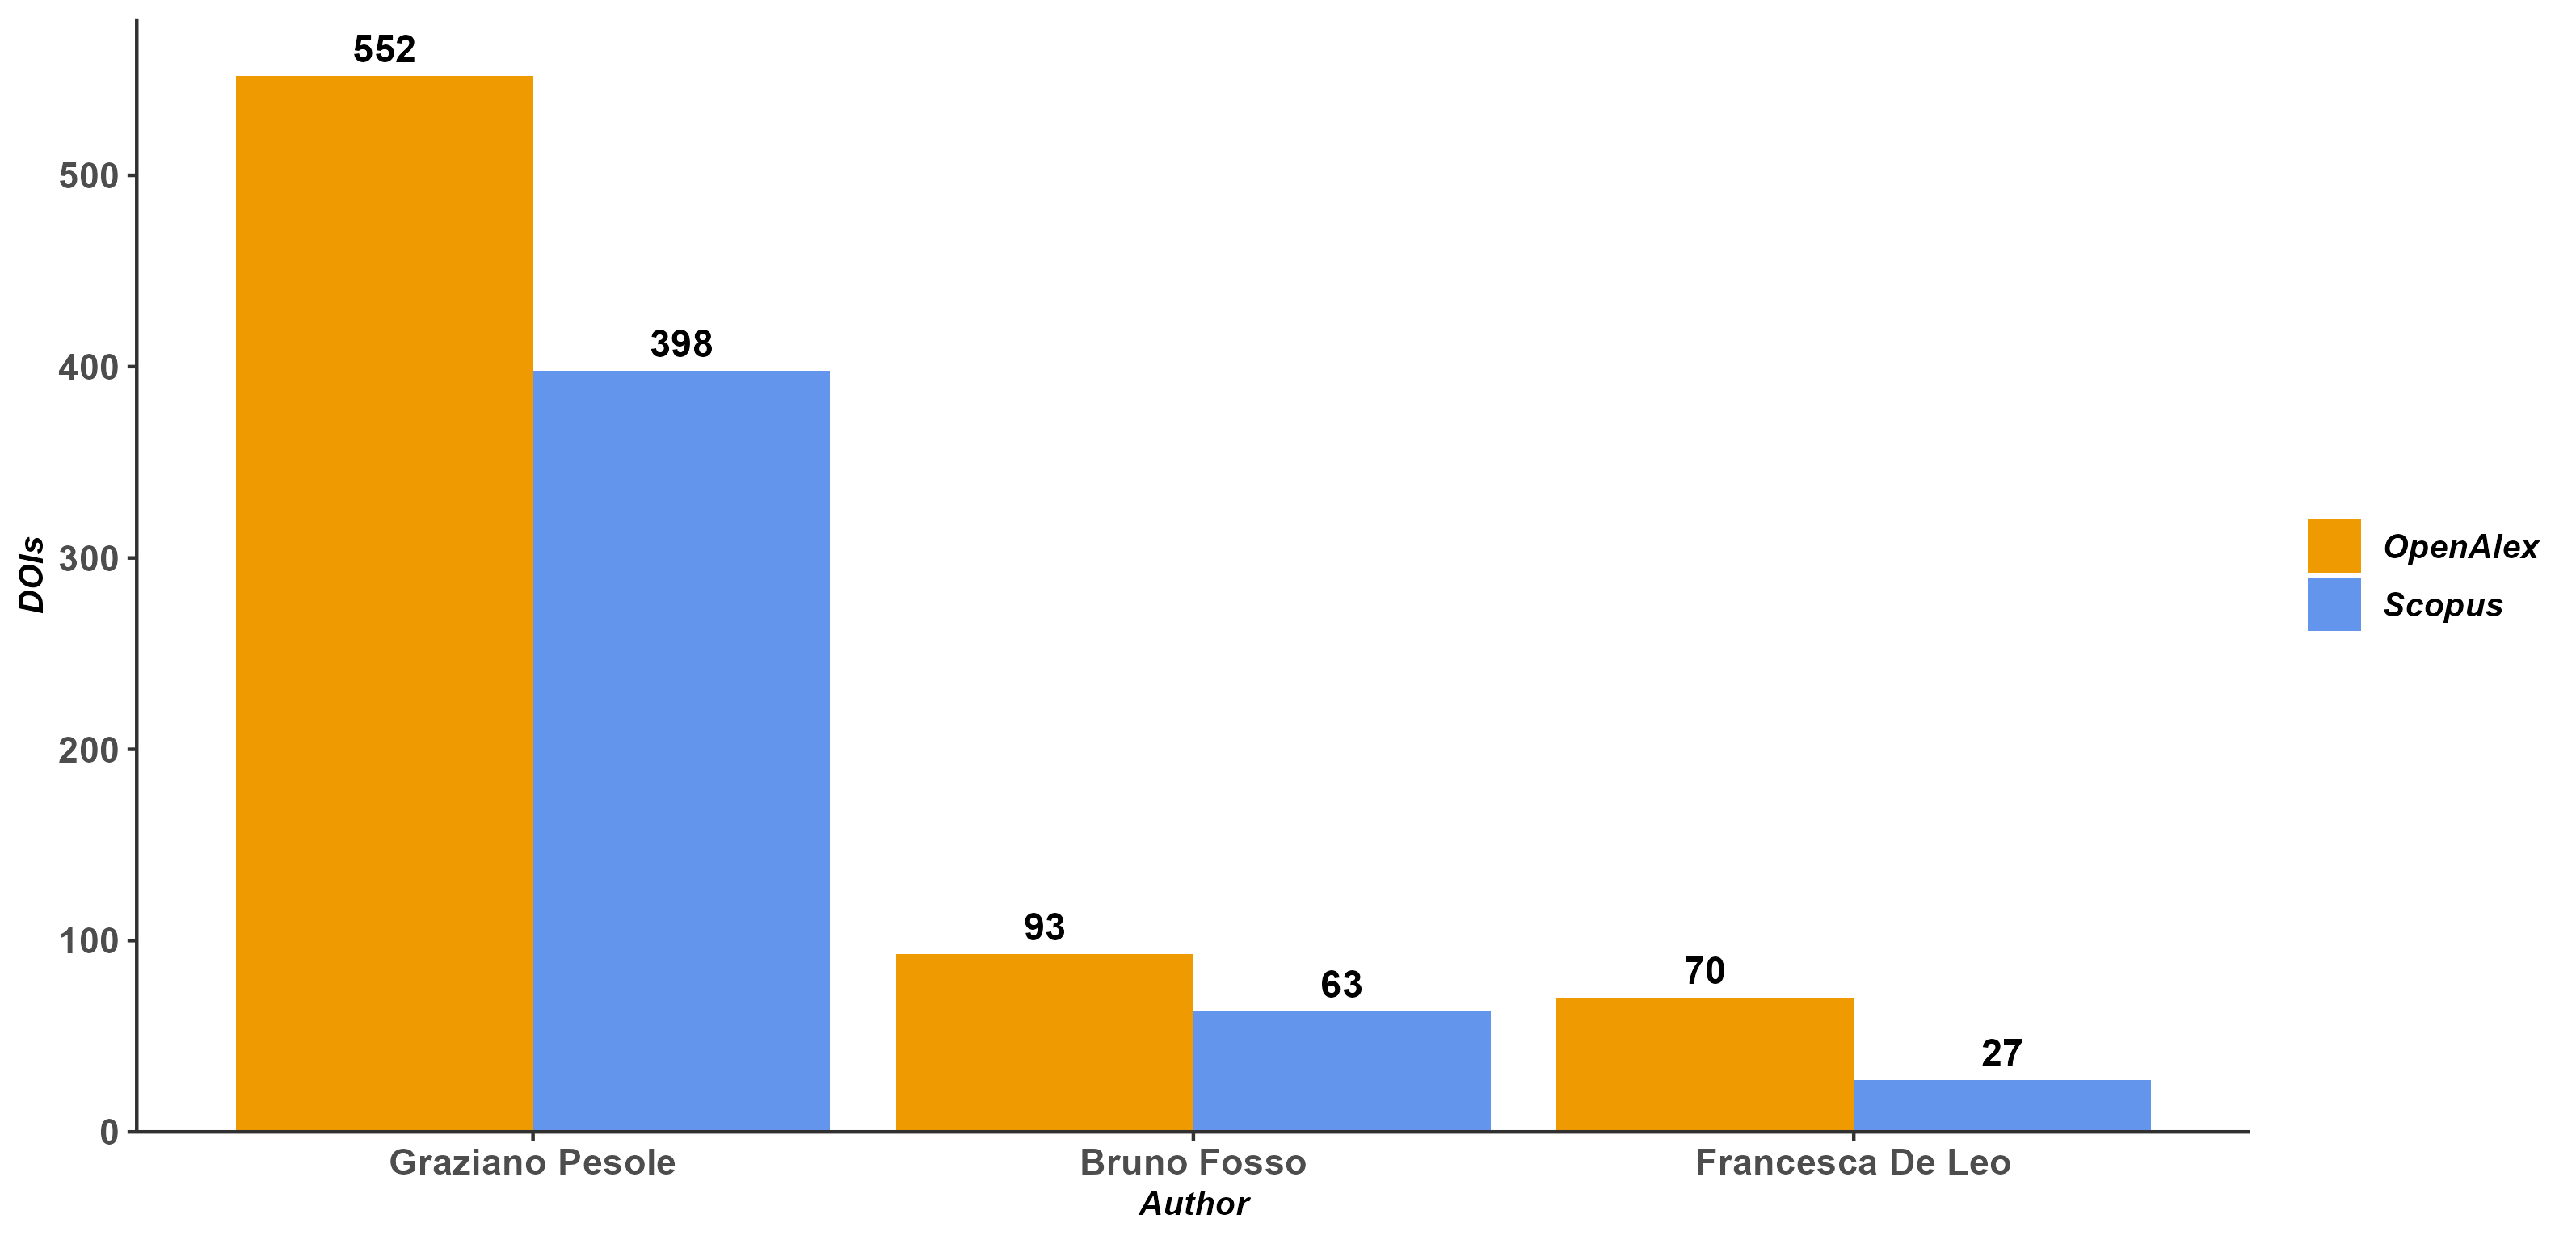 552
398
93
63
70
27
500
400
300
200
100
0
DOIs
Graziano Pesole
Bruno Fosso
Francesca De Leo
Author
OpenAlex
Scopus